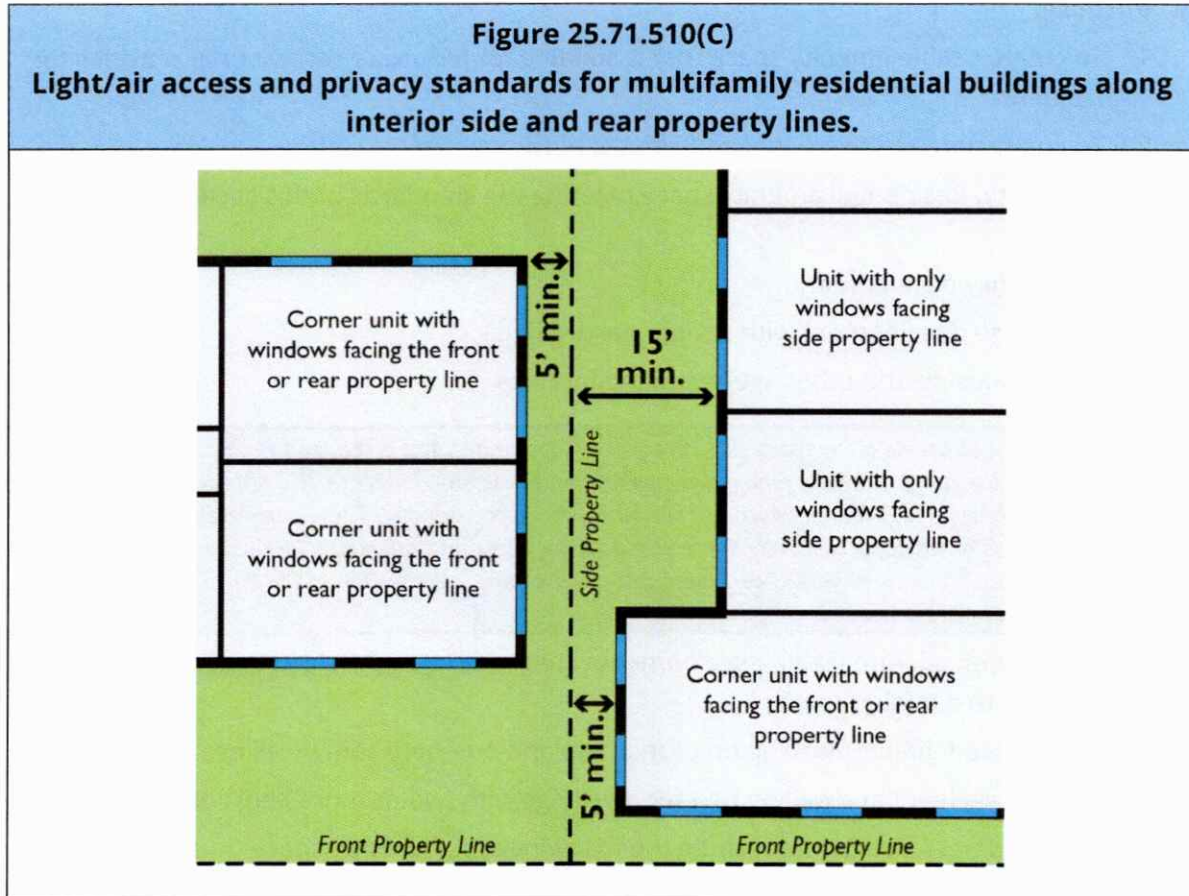 Figure 25.71.510(C)
Light/air access and privacy standards for multifamily residential buildings along
interior side and rear property lines.
Corner unit with
windows facing the front
or rear property line
Corner unit with
windows facing the front
or rear property line
5' min.
15'
min.
Side Property Line
5' min.
Unit with only
windows facing
side property line
Unit with only
windows facing
side property line
Corner unit with windows
facing the front or rear
property line
Front Property Line
Front Property Line